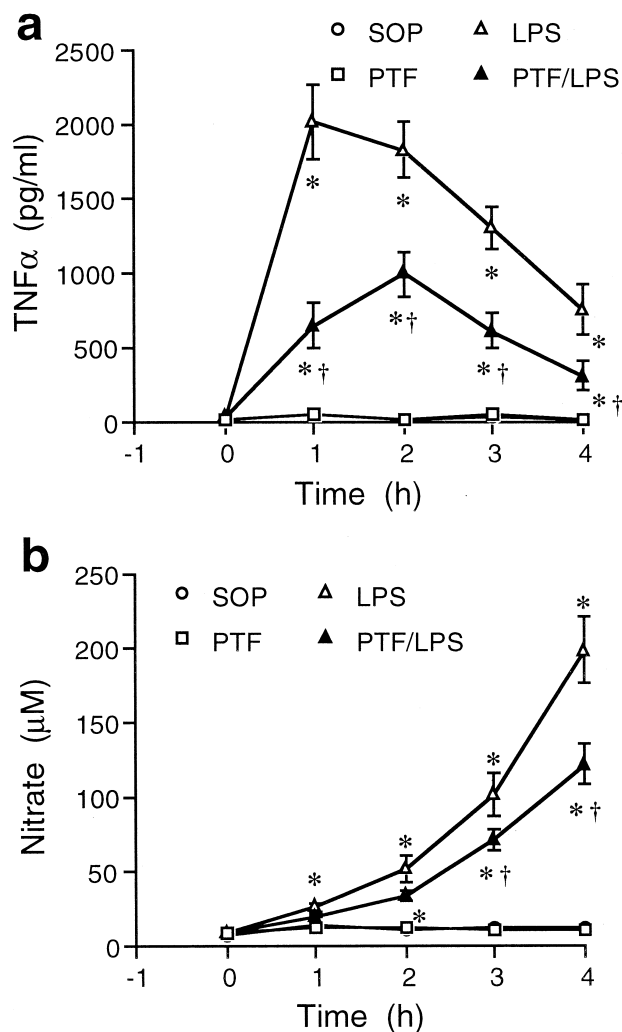 a
SOP LPS
PTF PTF/LPS
TNFα (pg/ml)
2500
2000
*
1500
*
*
1000
*†
*
500
*† *†
*†
0
-1 0 1 2 3 4
Time (h)
b
250
SOP LPS
PTF PTF/LPS
*
Nitrate (μM)
200
150
*
100
*†
*
*
50
*†
*
0
-1 0 1 2 3 4
Time (h)